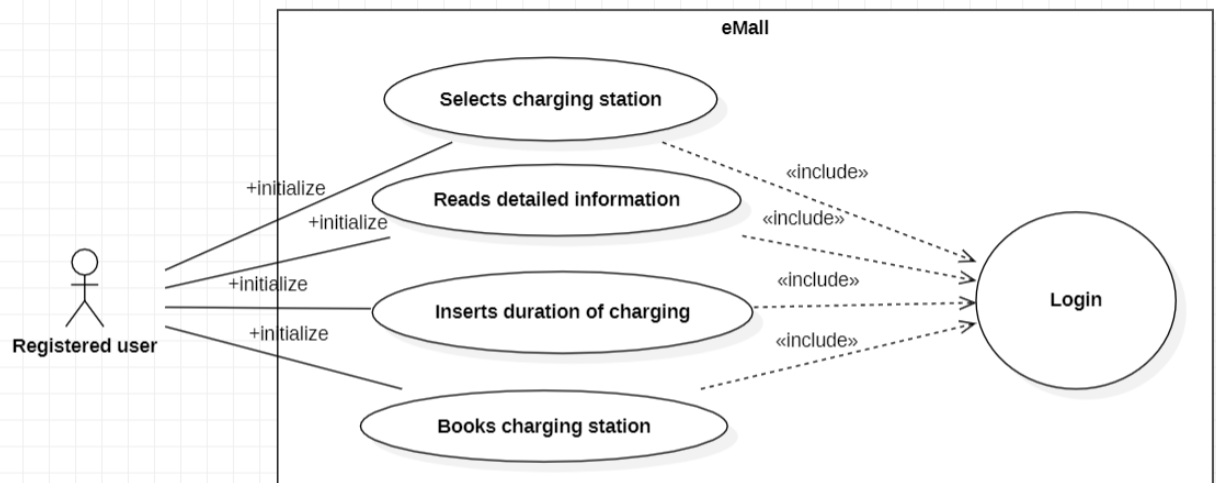 eMall
Selects charging station
«include»
+initialize
Reads detailed information
«include»
+initialize
+initialize
«include»
Inserts duration of charging
Login
+initialize
«include»
Registered user
Books charging station